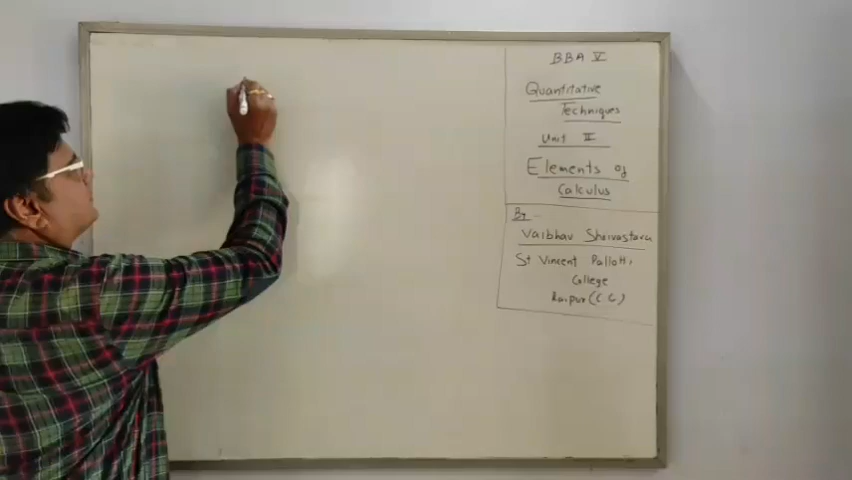 BBA V
Quantitative
Techniques
Unit II
Elements of
Calculus
By
Vaibhav Shrivastava
St Vincent Pallotti
College
Raipur (C.G)